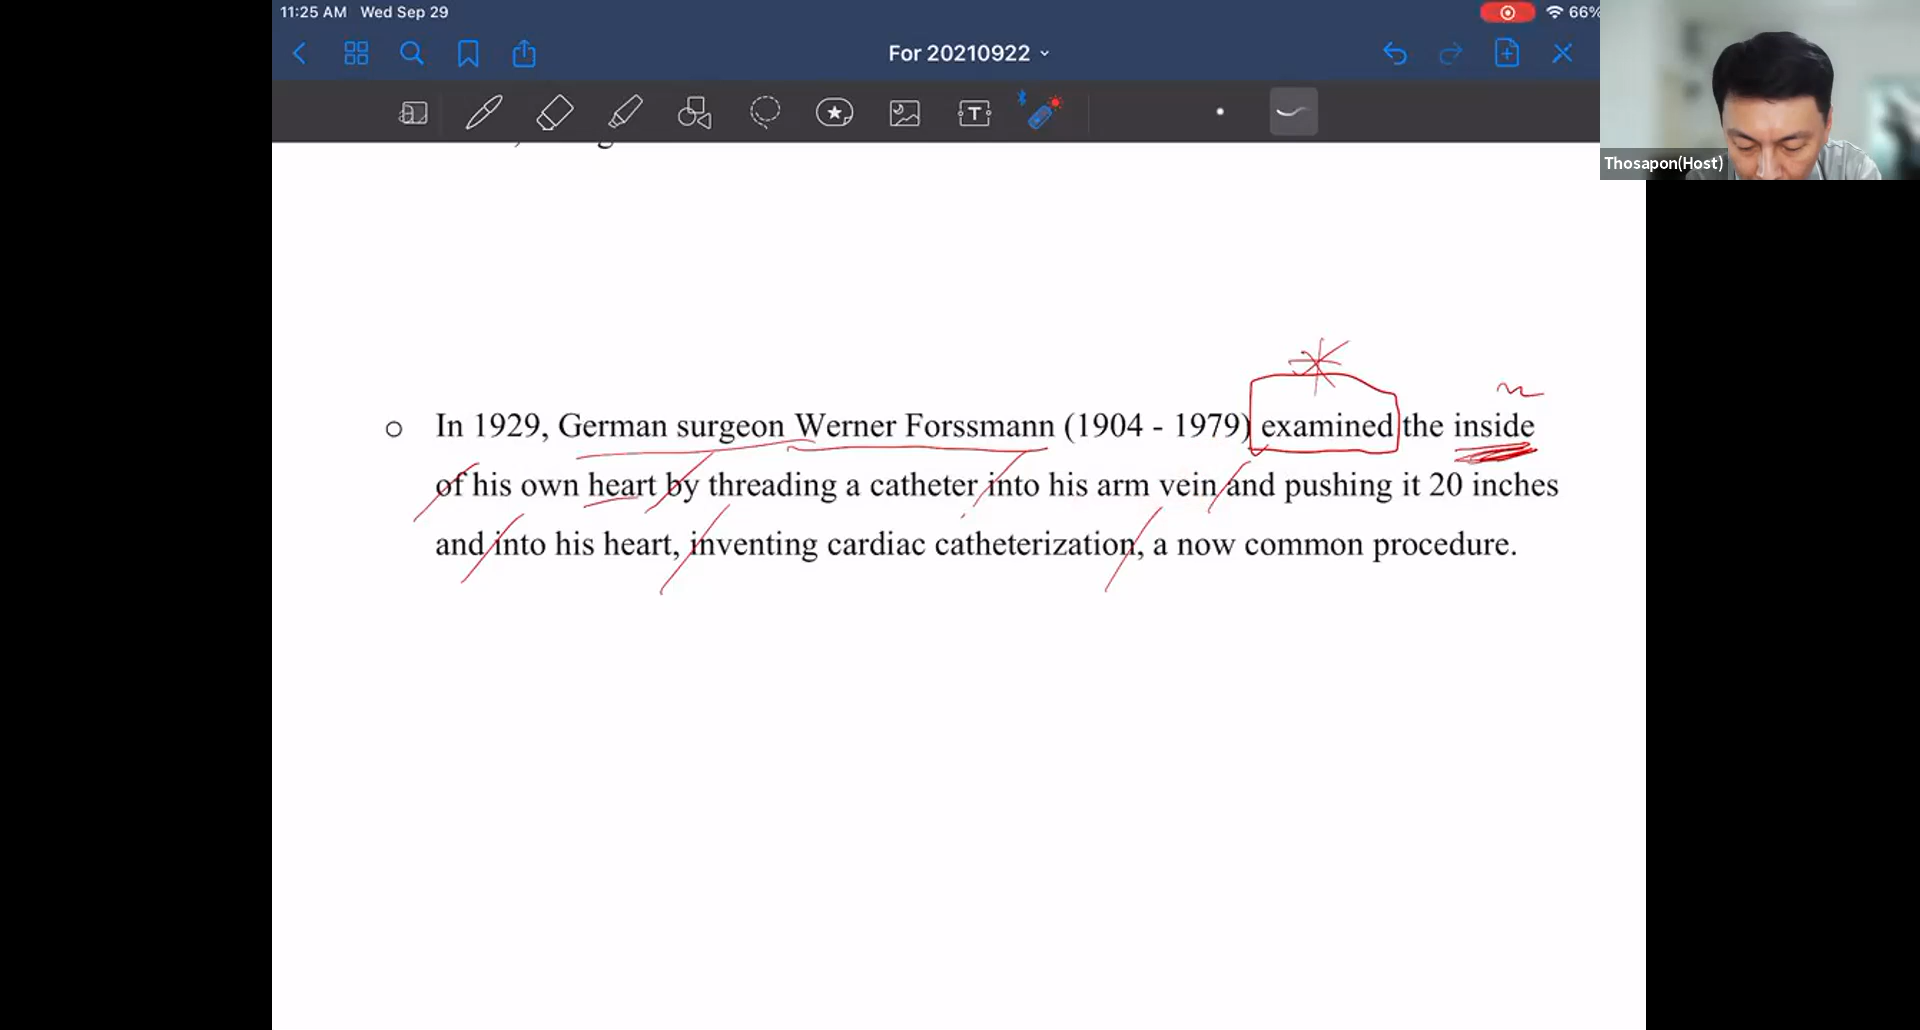 11:25 AM Wed Sep 29
66%
For 20210922
T
Thosapon(Host)
n
In 1929, German surgeon Werner Forssmann (1904 - 1979) examined the inside
of his own heart by threading a catheter into his arm vein and pushing it 20 inches
and into his heart, inventing cardiac catheterization, a now common procedure.